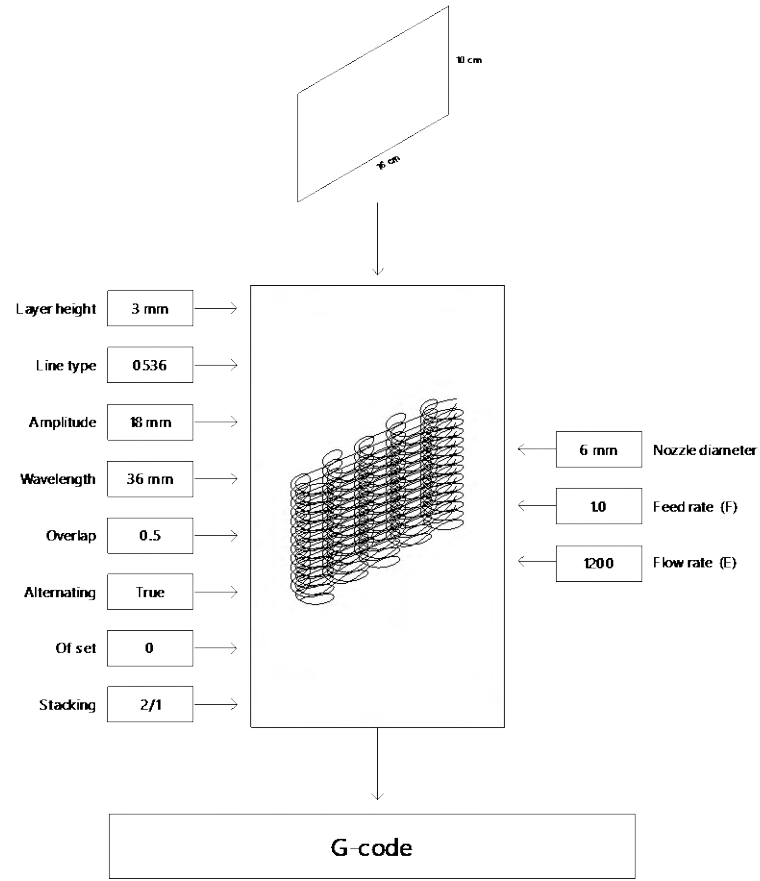 10 cm
16 cm
Layer height
3 mm
Line type
0536
Amplitude
18 mm
Wavelength
36 mm
Overlap
0.5
Alternating
True
Of set
0
Stacking
2/1
6 mm
Nozzle diameter
1.0
Feed rate (F)
1200
Flow rate (E)
G-code